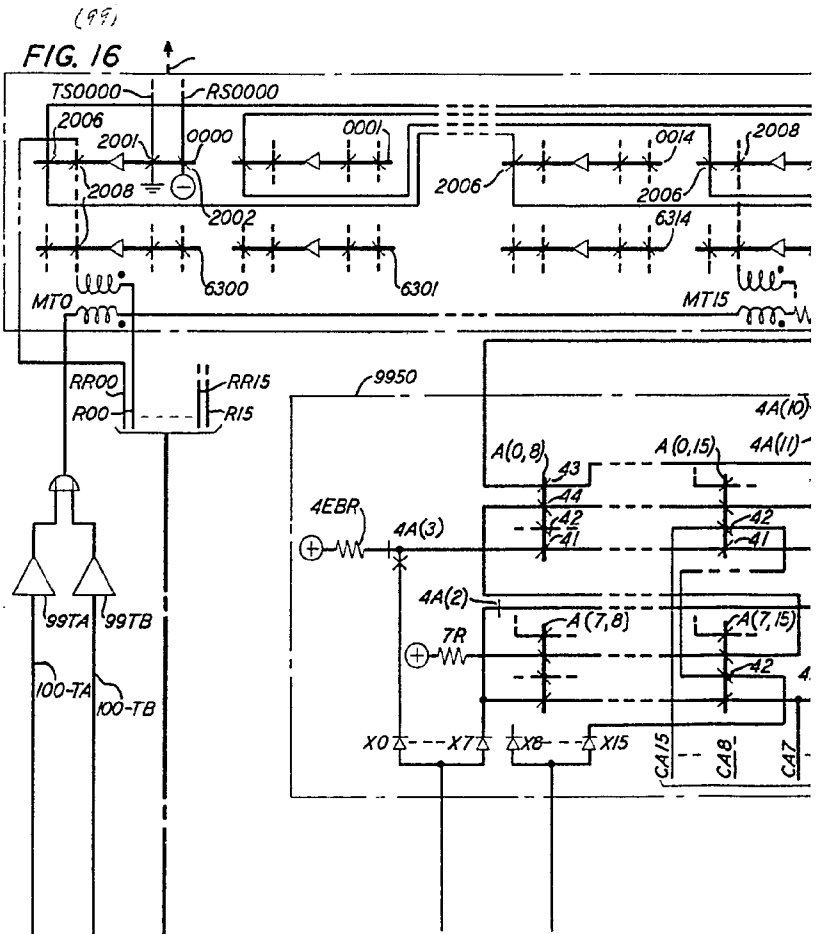 (99)
FIG. 16
TS0000 RS0000
2006 2001 0000 0001 0014 2008
2008 2002 2006 2006
6300 6301 6314
MT0 MT15
RR00 RR15
R00 R15
9950
4A(10)
A(0,8) 43 A(0,15) 4A(11)
44
4EBR 4A(3) 42 42
41 41
4A(2)
7R A(7,8) A(7,15)
42 4
99TA 99TB
100-TA 100-TB
X0 X7 X8 X15
CA15 CA8 CA7